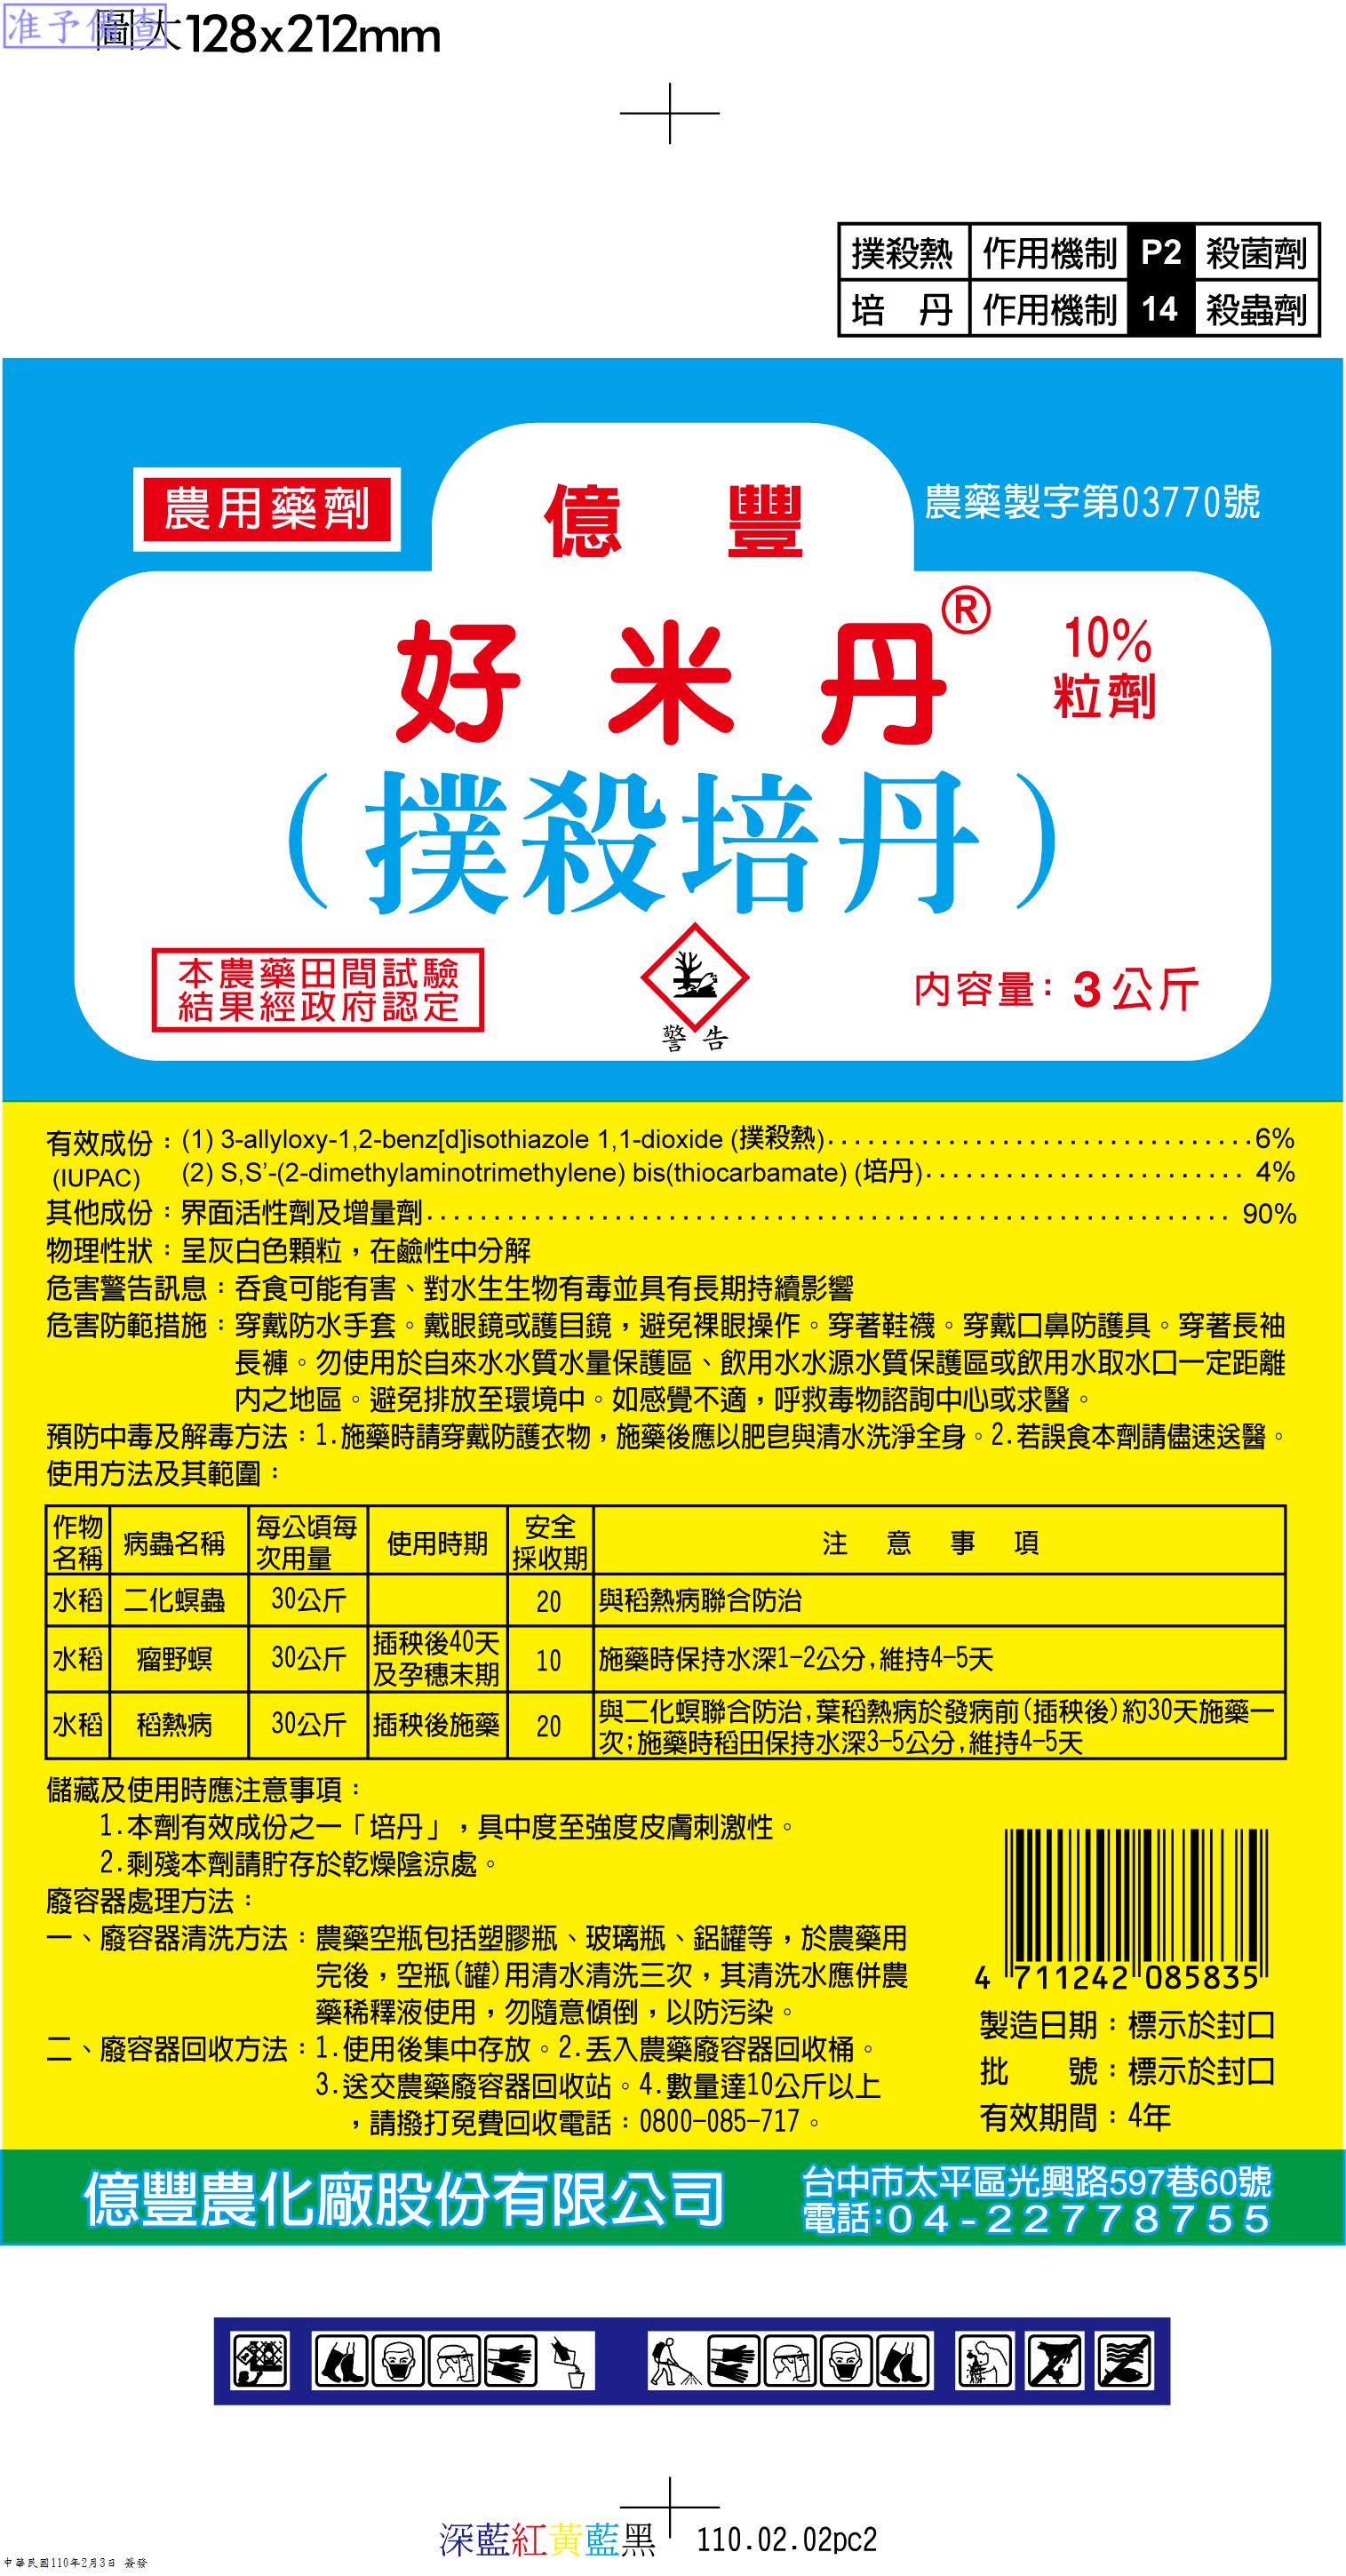 准予備查
圖大128x212mm
撲殺熱 作用機制 P2 殺菌劑
培 丹 作用機制 14 殺蟲劑
農用藥劑
億 豐
農藥製字第03770號
好米丹®
10%
粒劑
(撲殺培丹)
本農藥田間試驗
結果經政府認定
警告
內容量：3公斤
有效成份：(1) 3-allyloxy-1,2-benz[d]isothiazole 1,1-dioxide (撲殺熱)................................6%
(IUPAC) (2) S,S’-(2-dimethylaminotrimethylene) bis(thiocarbamate) (培丹)........................ 4%
其他成份：界面活性劑及增量劑............................................................ 90%
物理性狀：呈灰白色顆粒，在鹼性中分解
危害警告訊息：吞食可能有害、對水生生物有毒並具有長期持續影響
危害防範措施：穿戴防水手套。戴眼鏡或護目鏡，避免裸眼操作。穿著鞋襪。穿戴口鼻防護具。穿著長袖
長褲。勿使用於自來水水質水量保護區、飲用水水源水質保護區或飲用水取水口一定距離
內之地區。避免排放至環境中。如感覺不適，呼救毒物諮詢中心或求醫。
預防中毒及解毒方法：1.施藥時請穿戴防護衣物，施藥後應以肥皂與清水洗淨全身。2.若誤食本劑請儘速送醫。
使用方法及其範圍：
作物名稱 病蟲名稱 每公頃每次用量 使用時期 安全採收期 注意事項
水稻 二化螟蟲 30公斤 20 與稻熱病聯合防治
水稻 瘤野螟 30公斤 插秧後40天及孕穗末期 10 施藥時保持水深1-2公分,維持4-5天
水稻 稻熱病 30公斤 插秧後施藥 20 與二化螟聯合防治,葉稻熱病於發病前(插秧後)約30天施藥一
次;施藥時稻田保持水深3-5公分,維持4-5天
儲藏及使用時應注意事項：
1.本劑有效成份之一「培丹」，具中度至強度皮膚刺激性。
2.剩殘本劑請貯存於乾燥陰涼處。
廢容器處理方法：
一、廢容器清洗方法：農藥空瓶包括塑膠瓶、玻璃瓶、鋁罐等，於農藥用
完後，空瓶(罐)用清水清洗三次，其清洗水應併農
藥稀釋液使用，勿隨意傾倒，以防污染。
二、廢容器回收方法：1.使用後集中存放。2.丟入農藥廢容器回收桶。
3.送交農藥廢容器回收站。4.數量達10公斤以上
，請撥打免費回收電話：0800-085-717。
4 711242 085835
製造日期：標示於封口
批 號：標示於封口
有效期間：4年
億豐農化廠股份有限公司
台中市太平區光興路597巷60號
電話:04-22778755
深藍紅黃藍黑 110.02.02pc2
中華民國110年2月3日 簽發